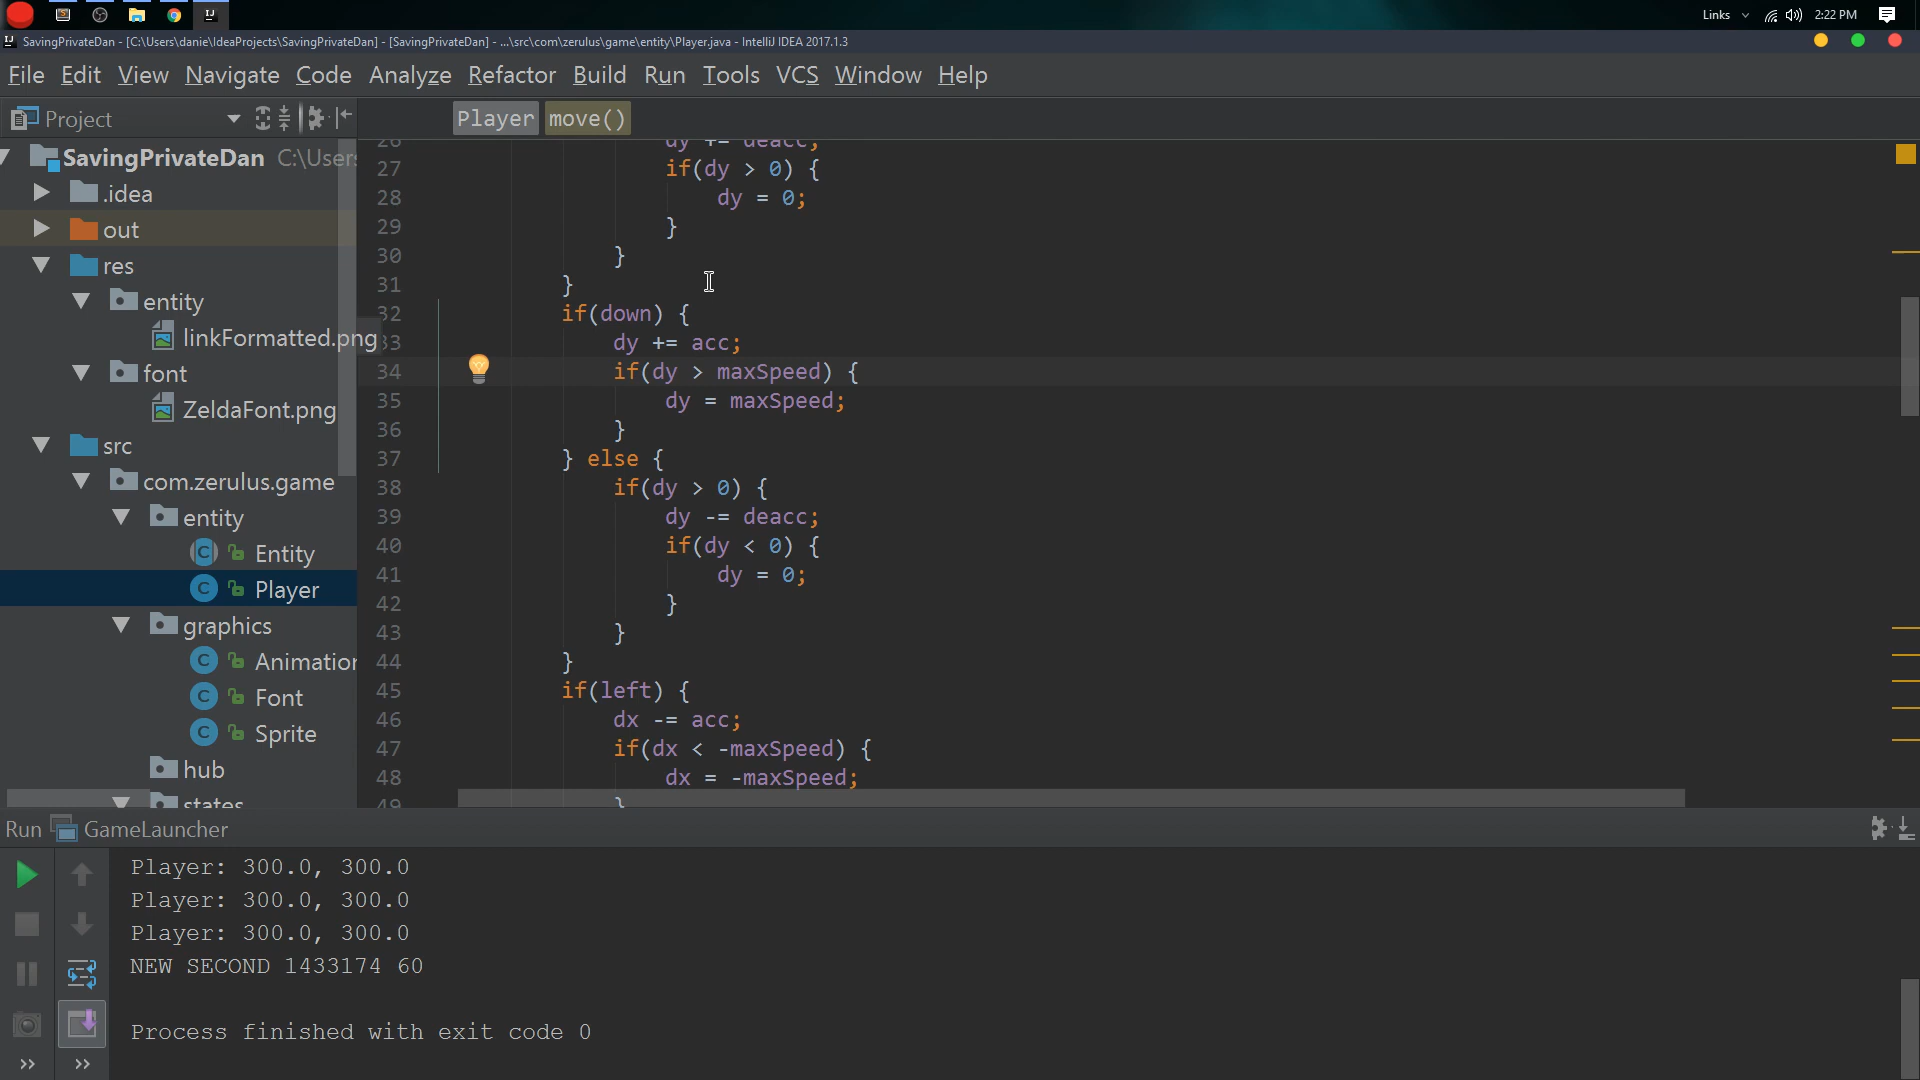 Links 2:22 PM
SavingPrivateDan - [C:\Users\danie\IdeaProjects\SavingPrivateDan] - [SavingPrivateDan] - ...\src\com\zerulus\game\entity\Player.java - IntelliJ IDEA 2017.1.3
File Edit View Navigate Code Analyze Refactor Build Run Tools VCS Window Help
Project
Player move()
SavingPrivateDan C:\Users
.idea
out
res
entity
linkFormatted.png
font
ZeldaFont.png
src
com.zerulus.game
entity
Entity
Player
graphics
Animation
Font
Sprite
hub
states
26 dy += deacc;
27 if(dy > 0) {
28 dy = 0;
29 }
30 }
31 }
32 if(down) {
33 dy += acc;
34 if(dy > maxSpeed) {
35 dy = maxSpeed;
36 }
37 } else {
38 if(dy > 0) {
39 dy -= deacc;
40 if(dy < 0) {
41 dy = 0;
42 }
43 }
44 }
45 if(left) {
46 dx -= acc;
47 if(dx < -maxSpeed) {
48 dx = -maxSpeed;
49 }
Run GameLauncher
Player: 300.0, 300.0
Player: 300.0, 300.0
Player: 300.0, 300.0
NEW SECOND 1433174 60
Process finished with exit code 0